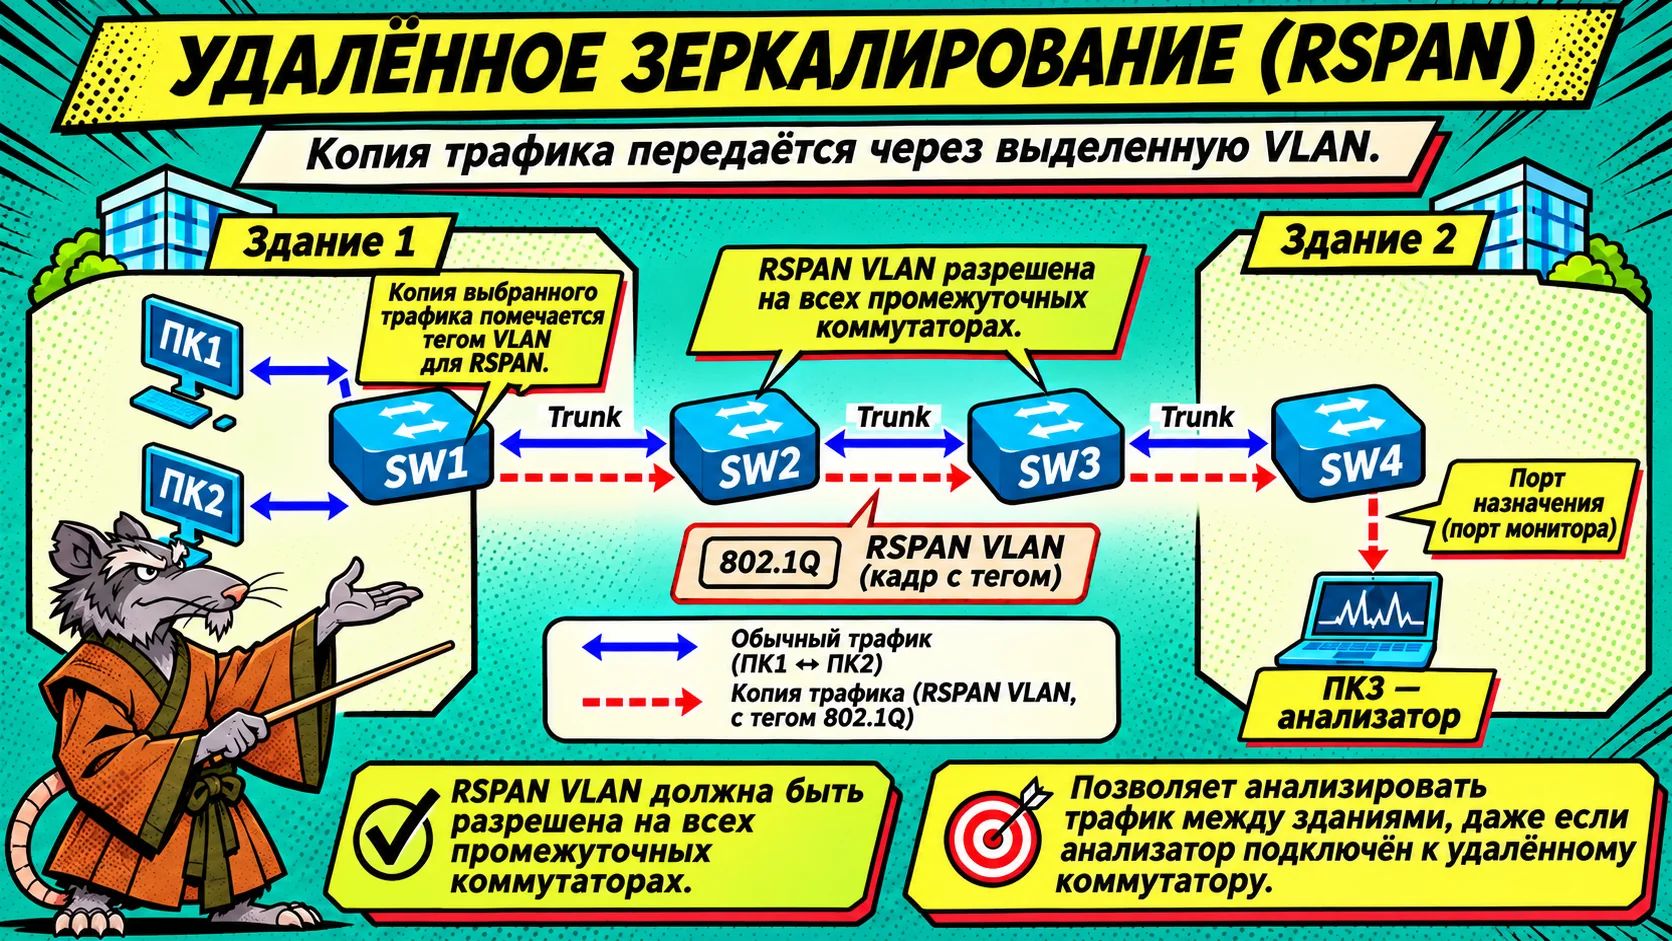 УДАЛЁННОЕ ЗЕРКАЛИРОВАНИЕ (RSPAN)
Копия трафика передаётся через выделенную VLAN.
Здание 1
Здание 2
Копия выбранного
трафика помечается
тегом VLAN
для RSPAN.
RSPAN VLAN разрешена
на всех промежуточных
коммутаторах.
ПК1
ПК2
SW1
Trunk
SW2
Trunk
SW3
Trunk
SW4
Порт
назначения
(порт монитора)
802.1Q
RSPAN VLAN
(кадр с тегом)
Обычный трафик
(ПК1 ↔ ПК2)
Копия трафика (RSPAN VLAN,
с тегом 802.1Q)
ПК3 —
анализатор
RSPAN VLAN должна быть
разрешена на всех
промежуточных
коммутаторах.
Позволяет анализировать
трафик между зданиями, даже если
анализатор подключён к удалённому
коммутатору.